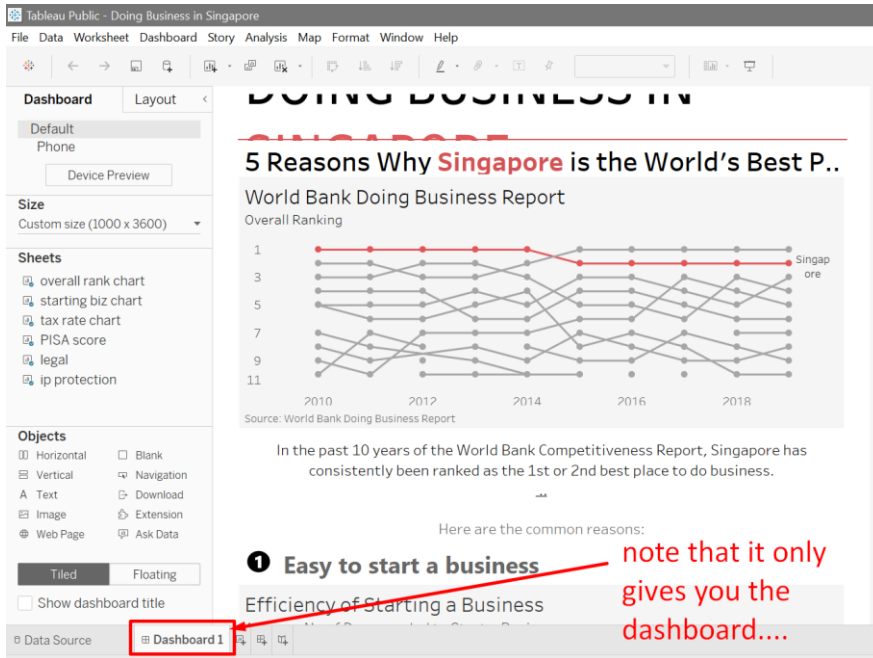 Tableau Public - Doing Business in Singapore
File Data Worksheet Dashboard Story Analysis Map Format Window Help
Dashboard Layout
Default
Phone
Device Preview
Size
Custom size (1000 x 3600)
Sheets
overall rank chart
starting biz chart
tax rate chart
PISA score
legal
ip protection
Objects
Horizontal Blank
Vertical Navigation
A Text Download
Image Extension
Web Page Ask Data
Tiled Floating
Show dashboard title
DOING BUSINESS IN
SINGAPORE
5 Reasons Why Singapore is the World's Best P..
World Bank Doing Business Report
Overall Ranking
1
3
5
7
9
11
Singap
ore
2010 2012 2014 2016 2018
Source: World Bank Doing Business Report
In the past 10 years of the World Bank Competitiveness Report, Singapore has
consistently been ranked as the 1st or 2nd best place to do business.
Here are the common reasons:
1 Easy to start a business
Efficiency of Starting a Business
note that it only
gives you the
dashboard....
Data Source Dashboard 1